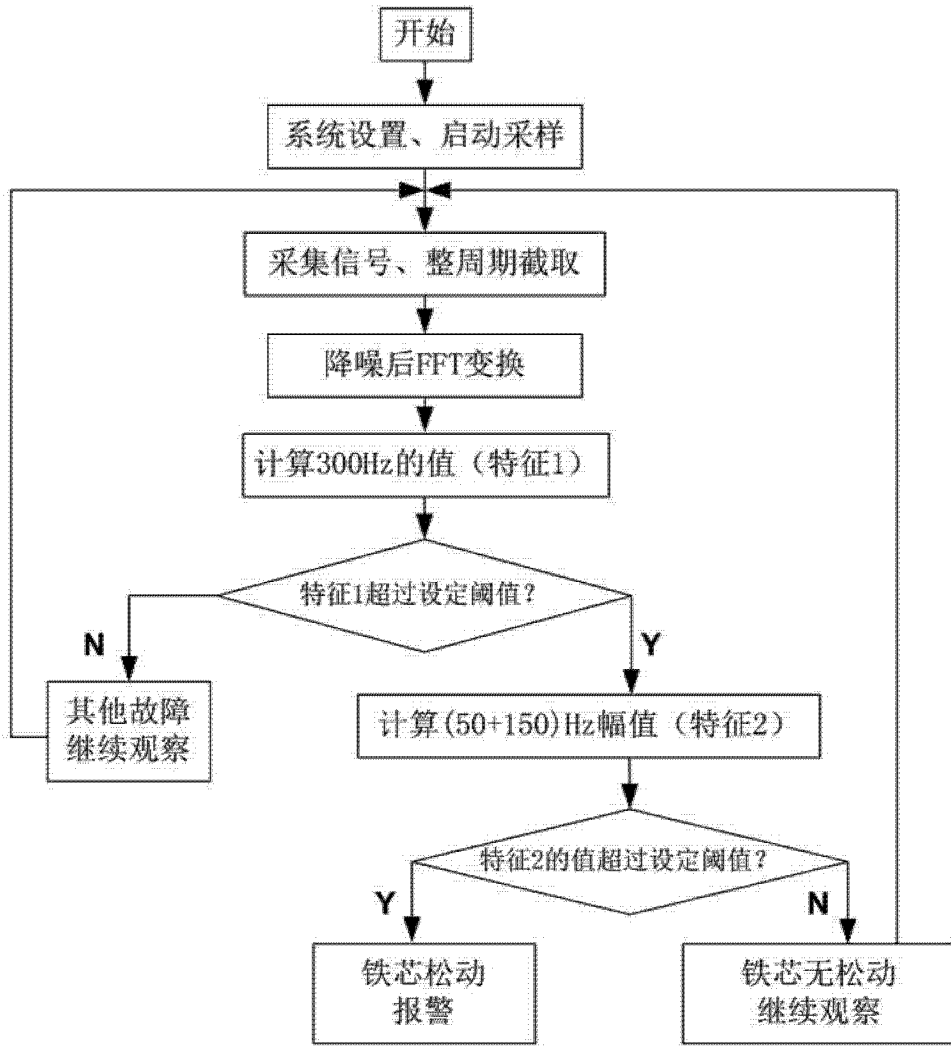 开始
系统设置、启动采样
采集信号、整周期截取
降噪后FFT变换
计算300Hz的值（特征1）
特征1超过设定阈值？
N
Y
其他故障
继续观察
计算(50+150)Hz幅值（特征2）
特征2的值超过设定阈值？
Y
N
铁芯松动
报警
铁芯无松动
继续观察